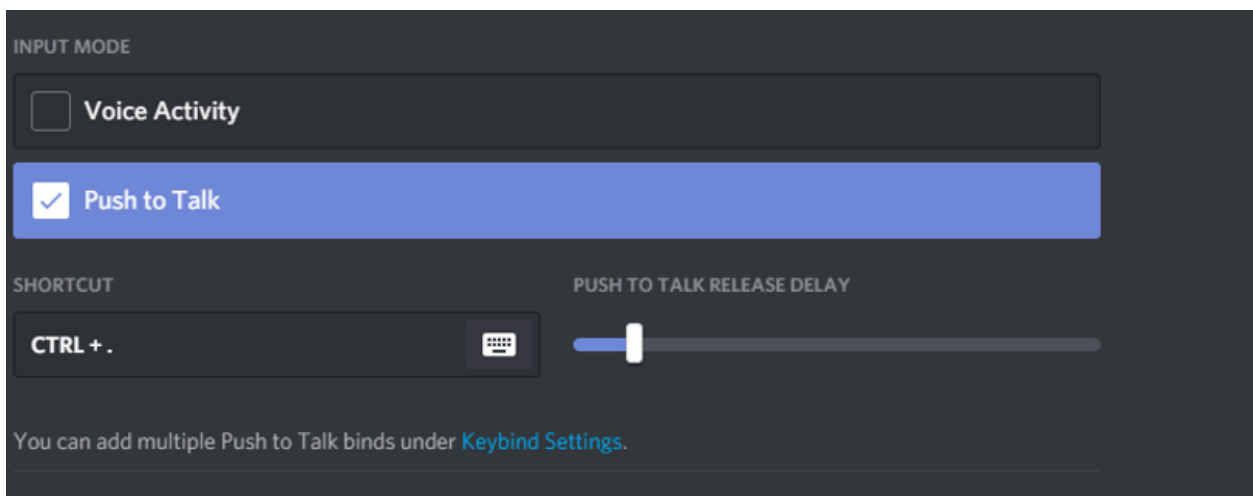 INPUT MODE
Voice Activity
Push to Talk
SHORTCUT
PUSH TO TALK RELEASE DELAY
CTRL + .
You can add multiple Push to Talk binds under Keybind Settings.